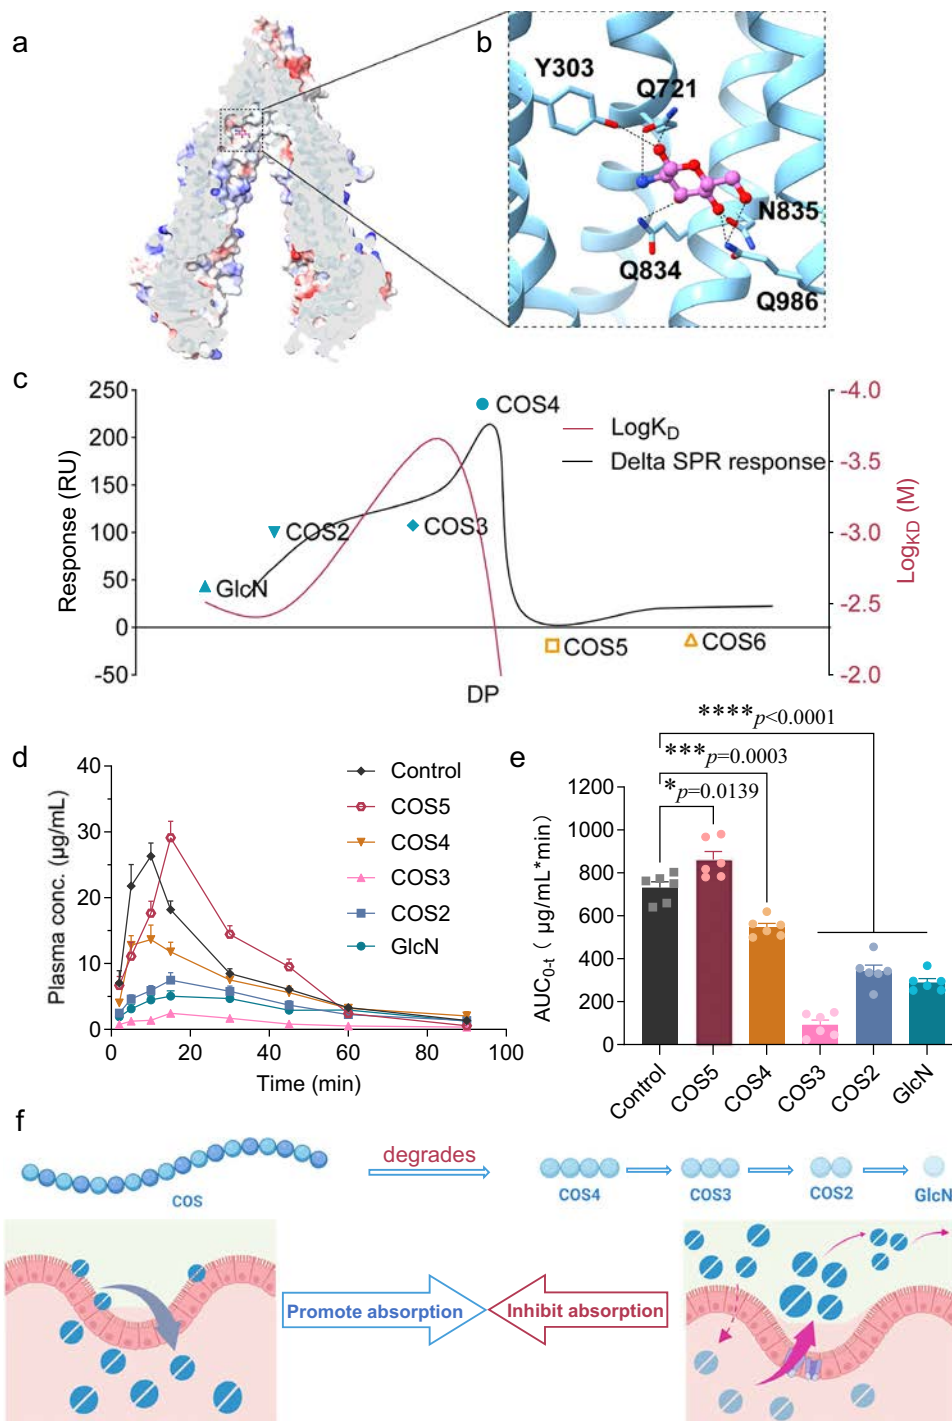 a
b
Y303
Q721
N835
Q834
Q986
c
Response (RU)
250
200
150
100
50
0
-50
COS4
COS2
COS3
GlcN
COS5
COS6
LogKD
Delta SPR response
DP
-4.0
-3.5
-3.0
-2.5
-2.0
LogKD (M)
d
Plasma conc. (μg/mL)
40
30
20
10
0
0
20
40
60
80
100
Time (min)
Control
COS5
COS4
COS3
COS2
GlcN
e
****p<0.0001
***p=0.0003
*p=0.0139
AUC0-t ( μg/mL*min)
1200
1000
800
600
400
200
0
Control
COS5
COS4
COS3
COS2
GlcN
f
COS
degrades
COS4
COS3
COS2
GlcN
Promote absorption
Inhibit absorption